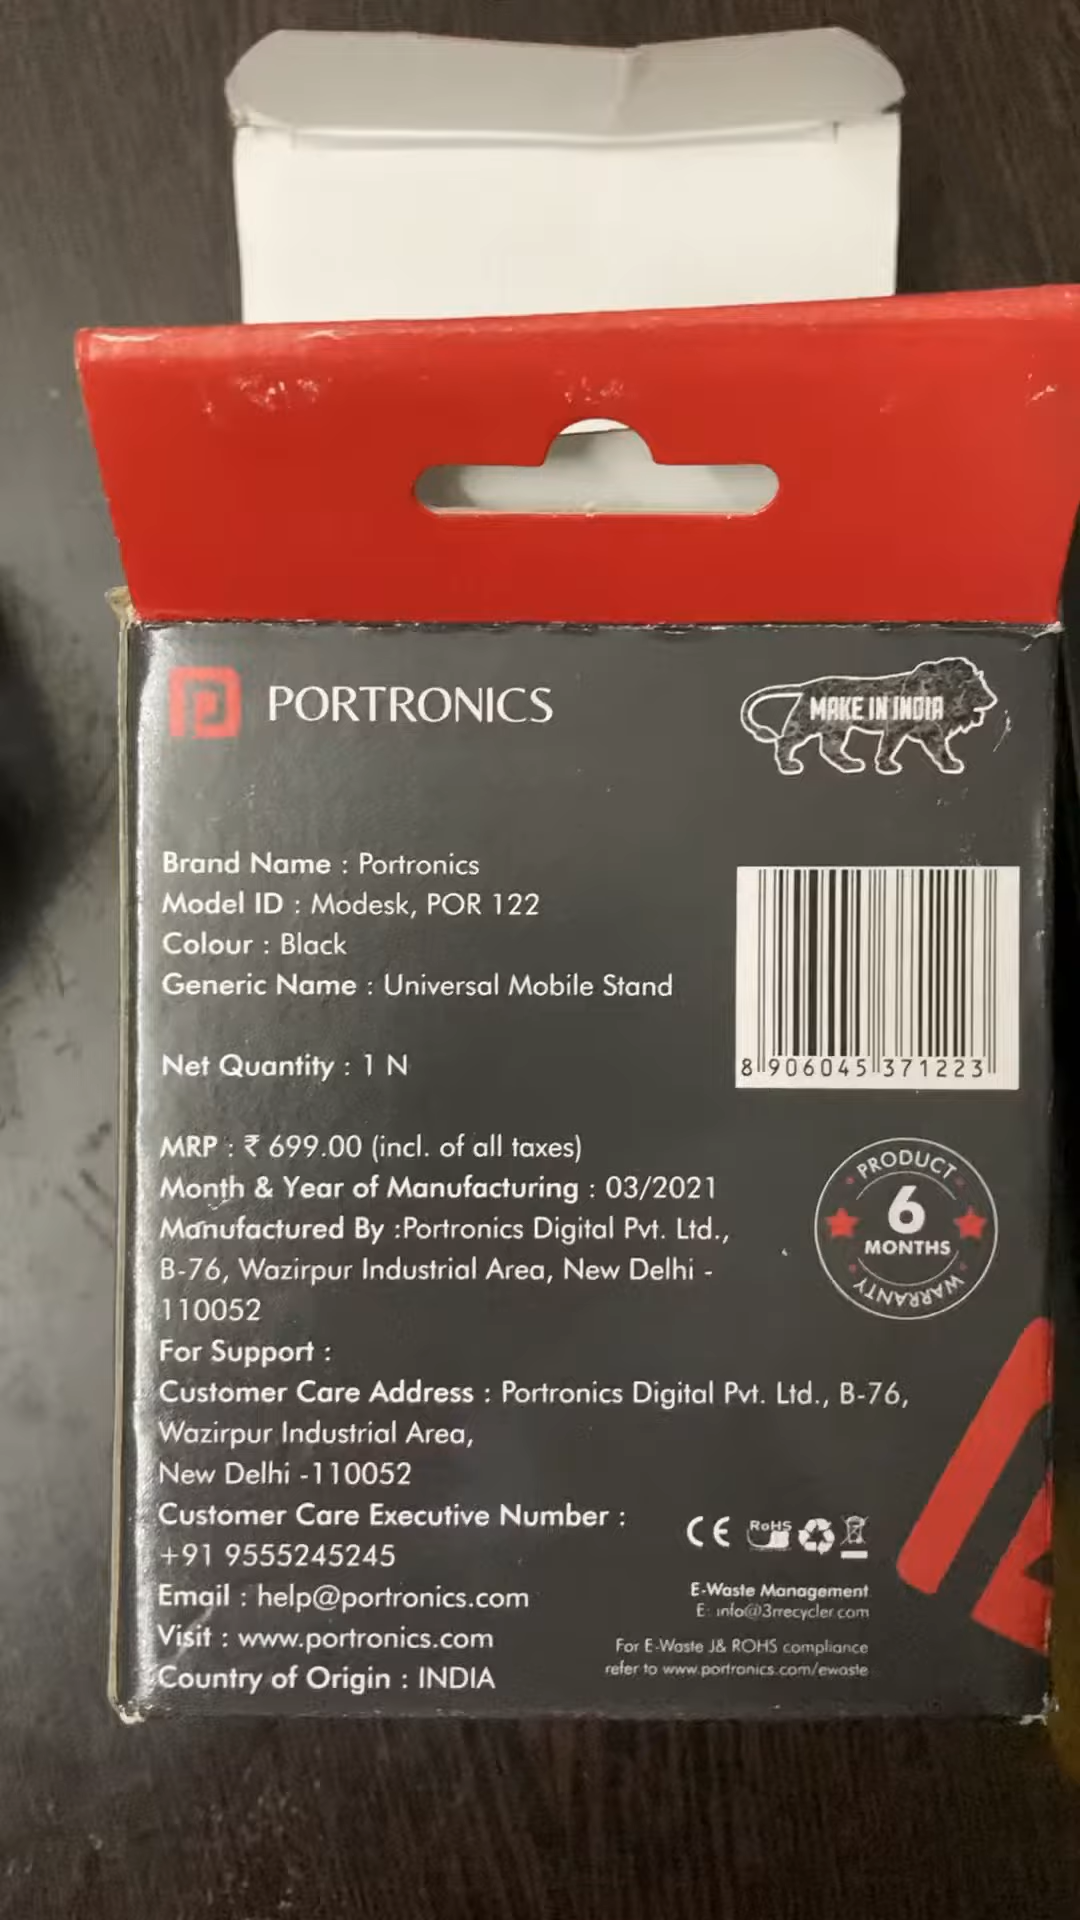 PORTRONICS
MAKE IN INDIA
Brand Name : Portronics
Model ID : Modesk, POR 122
Colour : Black
Generic Name : Universal Mobile Stand
Net Quantity : 1 N
8 906045 371223
MRP : ₹ 699.00 (incl. of all taxes)
Month & Year of Manufacturing : 03/2021
Manufactured By :Portronics Digital Pvt. Ltd.,
B-76, Wazirpur Industrial Area, New Delhi -
110052
PRODUCT
6
MONTHS
WARRANTY
For Support :
Customer Care Address : Portronics Digital Pvt. Ltd., B-76,
Wazirpur Industrial Area,
New Delhi -110052
Customer Care Executive Number :
+91 9555245245
Email : help@portronics.com
Visit : www.portronics.com
Country of Origin : INDIA
CE RoHS
E-Waste Management
E: info@3rrecycler.com
For E-Waste J& ROHS compliance
refer to www.portronics.com/ewaste